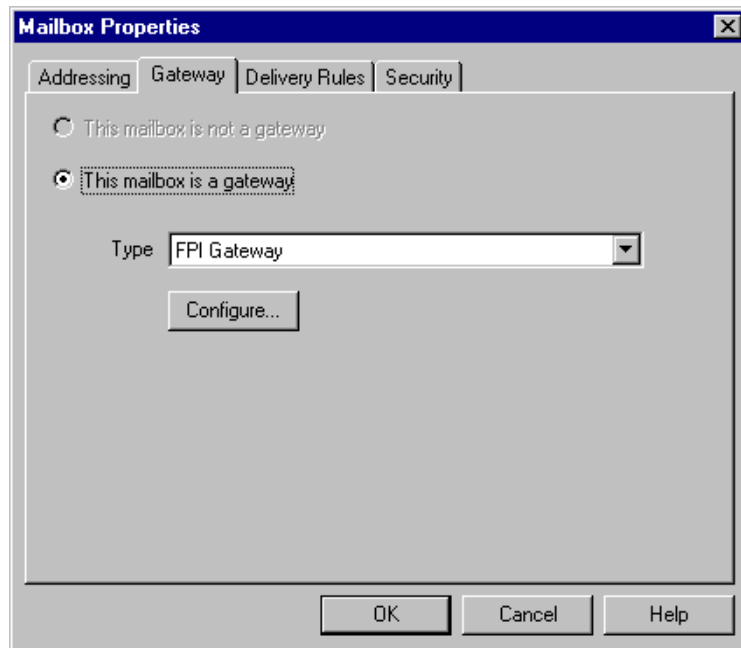 Mailbox Properties
Addressing Gateway Delivery Rules Security
This mailbox is not a gateway
This mailbox is a gateway
Type FPI Gateway
Configure...
OK Cancel Help